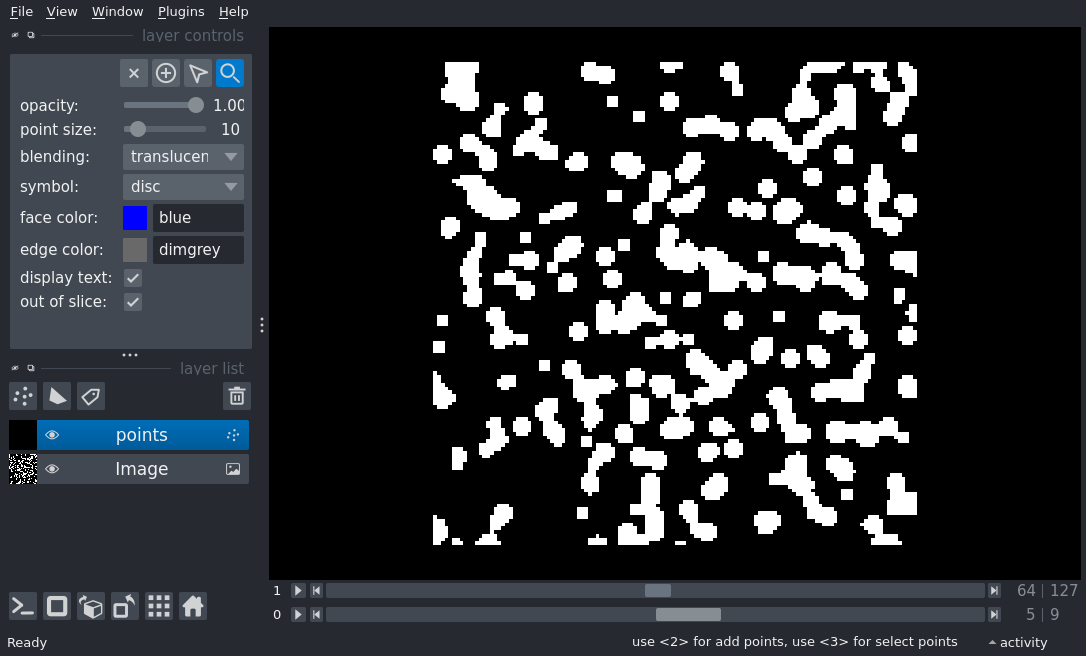 File View Window Plugins Help
layer controls
opacity: 1.00
point size: 10
blending: translucen
symbol: disc
face color: blue
edge color: dimgrey
display text:
out of slice:
layer list
points
Image
1 64 | 127
0 5 | 9
Ready use <2> for add points, use <3> for select points activity